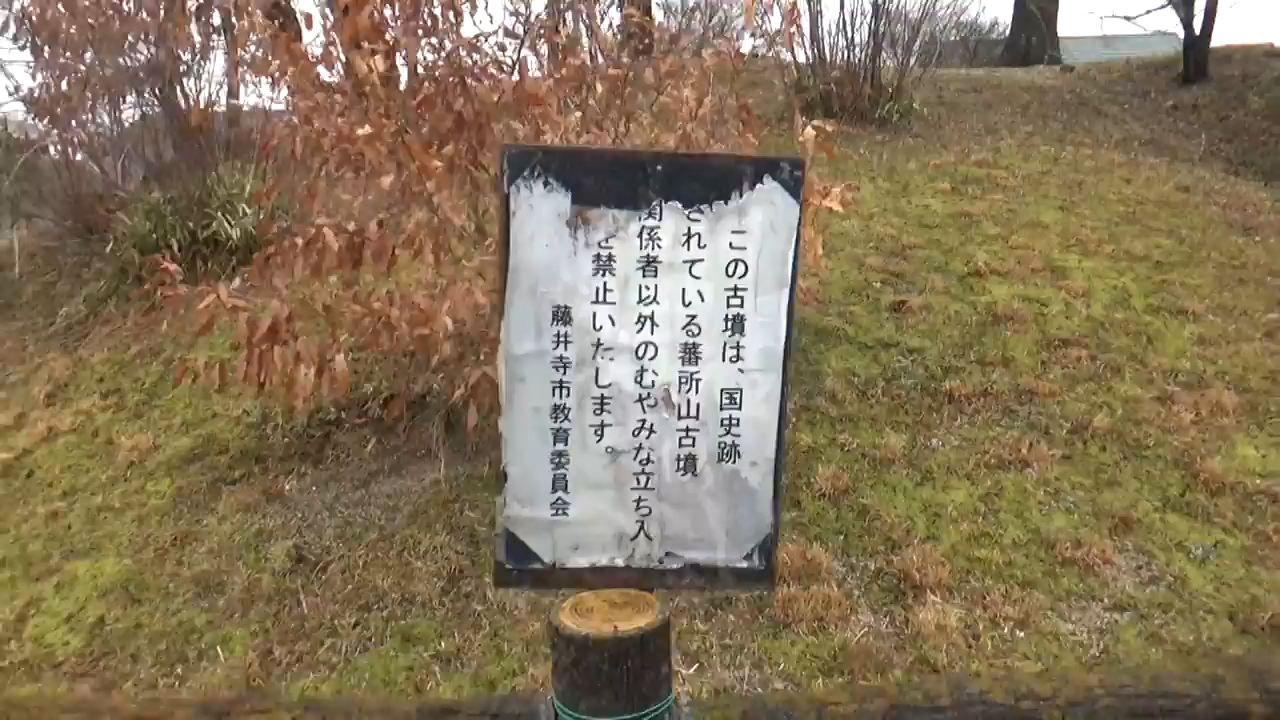 この古墳は、国史跡
されている蕃所山古墳
関係者以外のむやみな立ち入
を禁止いたします。
藤井寺市教育委員会